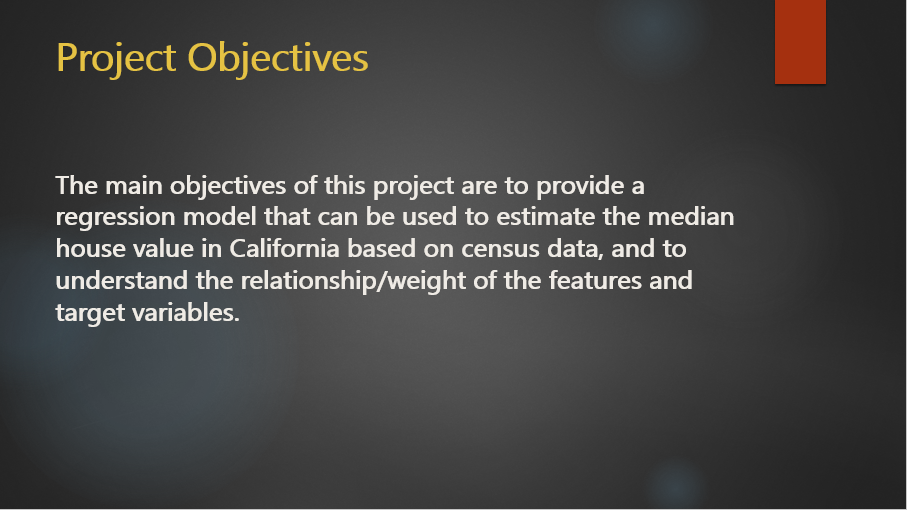 Project Objectives
The main objectives of this project are to provide a
regression model that can be used to estimate the median
house value in California based on census data, and to
understand the relationship/weight of the features and
target variables.